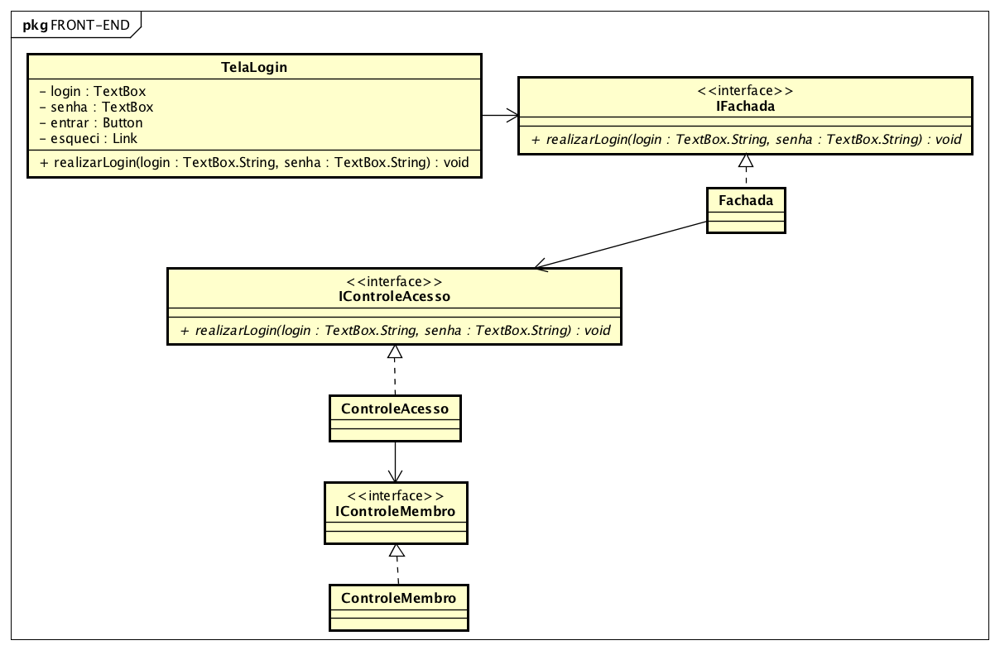 pkg FRONT-END
TelaLogin
- login : TextBox
- senha : TextBox
- entrar : Button
- esqueci : Link
+ realizarLogin(login : TextBox.String, senha : TextBox.String) : void
<<interface>>
IFachada
+ realizarLogin(login : TextBox.String, senha : TextBox.String) : void
Fachada
<<interface>>
IControleAcesso
+ realizarLogin(login : TextBox.String, senha : TextBox.String) : void
ControleAcesso
<<interface>>
IControleMembro
ControleMembro